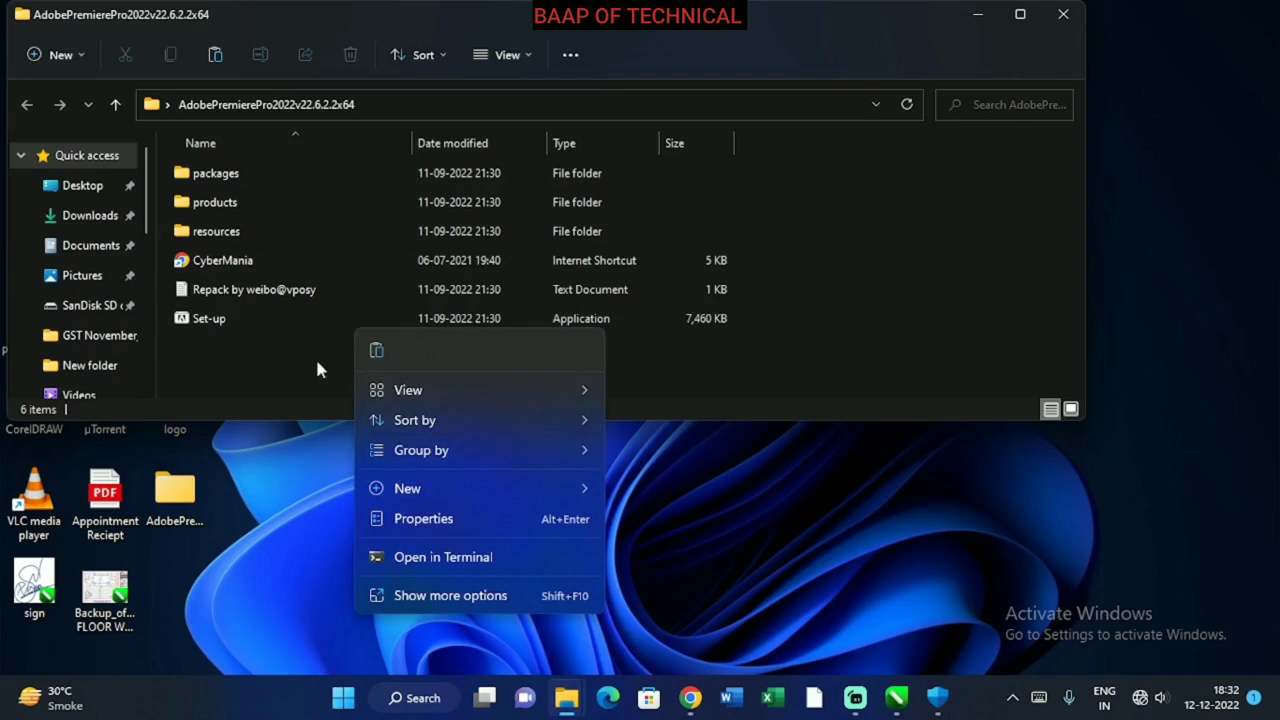 AdobePremierePro2022v22.6.2.2x64
BAAP OF TECHNICAL
New
Sort
View
AdobePremierePro2022v22.6.2.2x64
Search AdobePre...
Name
Date modified
Type
Size
Quick access
Desktop
Downloads
Documents
Pictures
SanDisk SD
GST November,
New folder
Videos
packages 11-09-2022 21:30 File folder
products 11-09-2022 21:30 File folder
resources 11-09-2022 21:30 File folder
CyberMania 06-07-2021 19:40 Internet Shortcut 5 KB
Repack by weibo@vposy 11-09-2022 21:30 Text Document 1 KB
Set-up 11-09-2022 21:30 Application 7,460 KB
View
Sort by
Group by
New
Properties Alt+Enter
Open in Terminal
Show more options Shift+F10
6 items
CorelDRAW
µTorrent
logo
VLC media
player
PDF
Appointment
Reciept
AdobePre...
sign
Backup_of...
FLOOR W...
Activate Windows
Go to Settings to activate Windows.
30°C
Smoke
Search
ENG
IN
18:32
12-12-2022
1